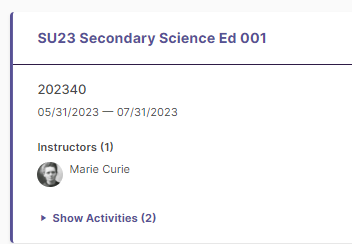 SU23 Secondary Science Ed 001
202340
05/31/2023 — 07/31/2023
Instructors (1)
Marie Curie
Show Activities (2)